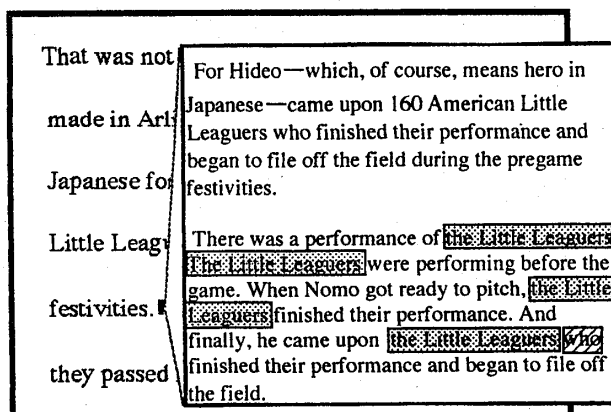 That was not
made in Arl
Japanese for
Little Leagu
festivities.
they passed
For Hideo—which, of course, means hero in
Japanese—came upon 160 American Little
Leaguers who finished their performance and
began to file off the field during the pregame
festivities.
There was a performance of the Little Leaguers
The Little Leaguers were performing before the
game. When Nomo got ready to pitch, the Little
Leaguers finished their performance. And
finally, he came upon the Little Leaguers who
finished their performance and began to file off
the field.